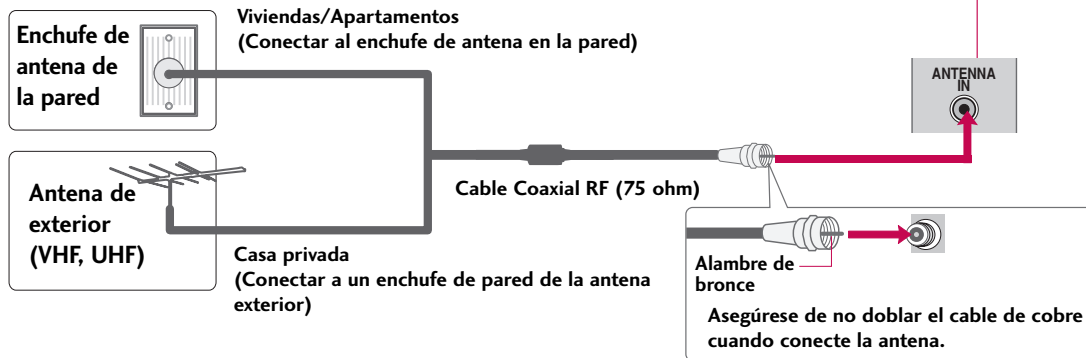 Enchufe de
antena de
la pared
Viviendas/Apartamentos
(Conectar al enchufe de antena en la pared)
ANTENNA
IN
Antena de
exterior
(VHF, UHF)
Cable Coaxial RF (75 ohm)
Casa privada
(Conectar a un enchufe de pared de la antena
exterior)
Alambre de
bronce
Asegúrese de no doblar el cable de cobre
cuando conecte la antena.